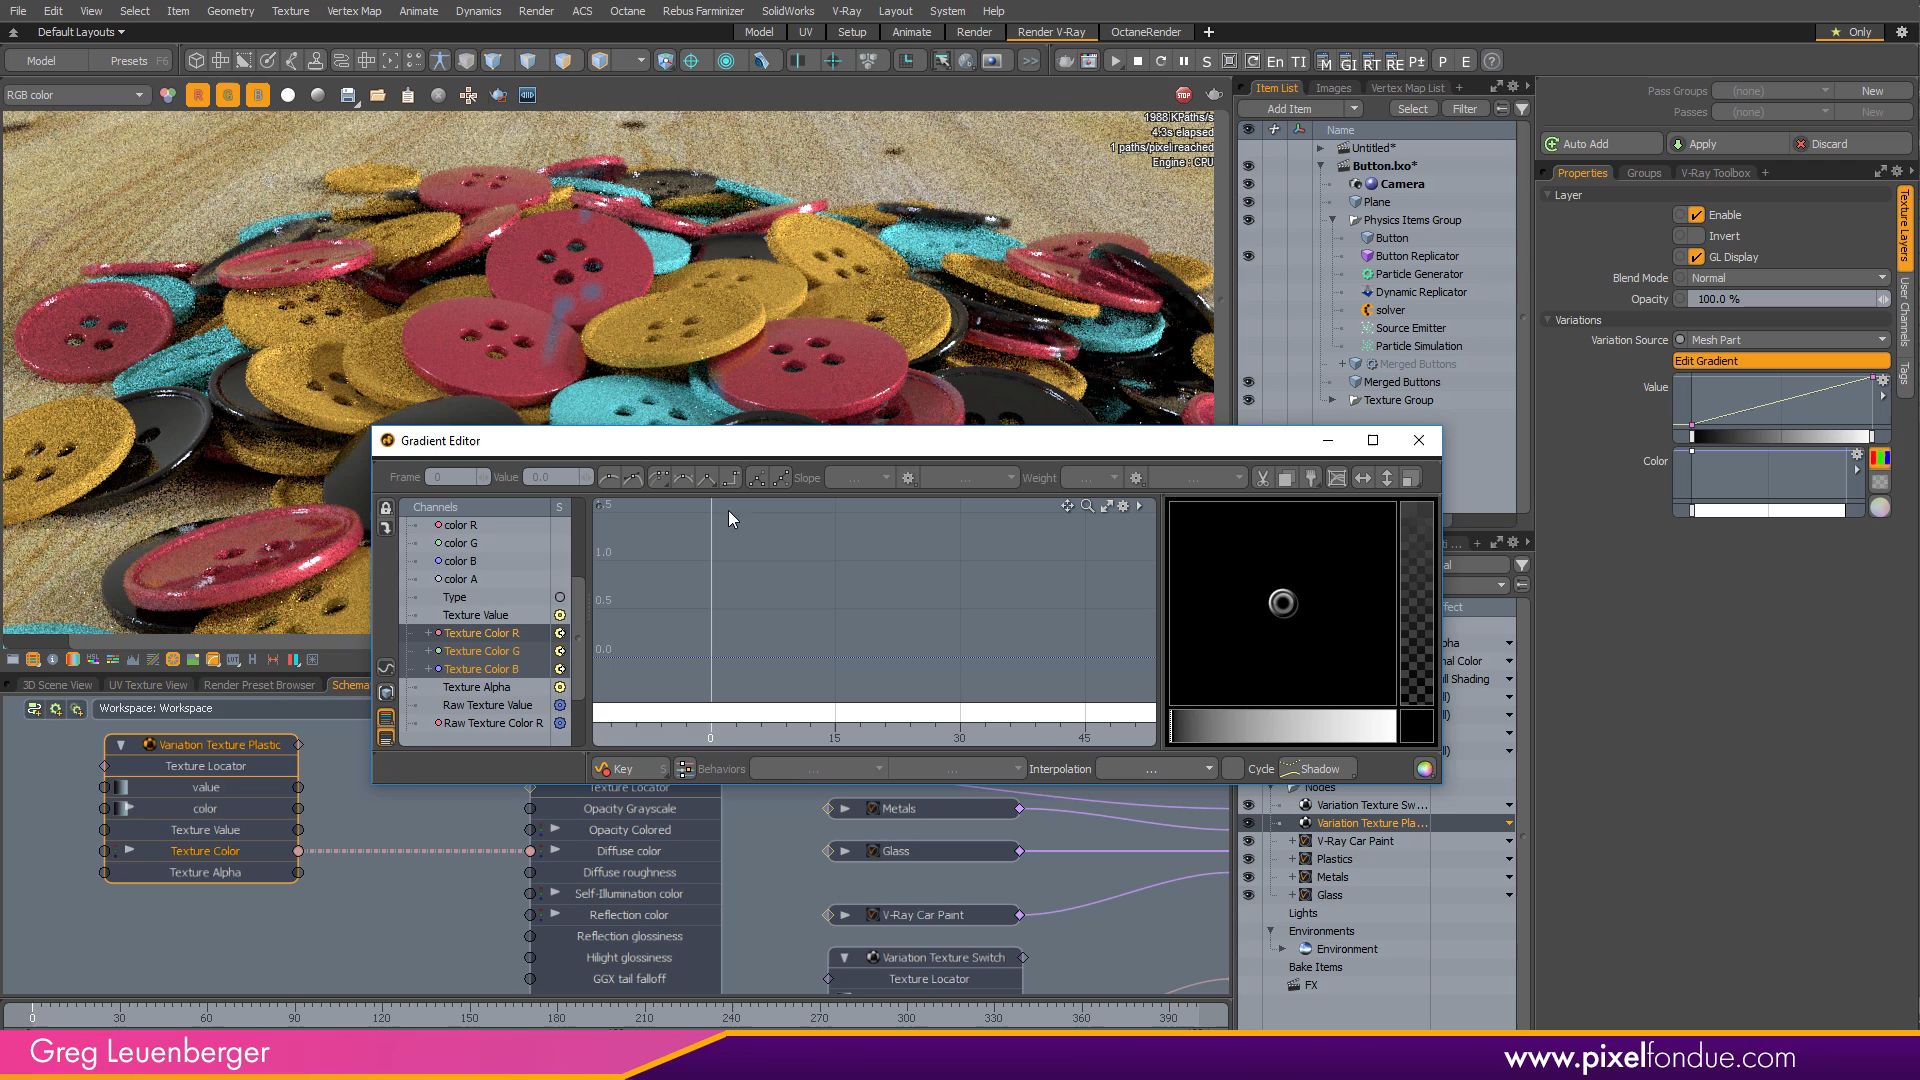 File Edit View Select Item Geometry Texture Vertex Map Animate Dynamics Render ACS Octane Rebus Farminizer SolidWorks V-Ray Layout System Help
Default Layouts
Model UV Setup Animate Render Render V-Ray OctaneRender +
Only
Model Presets F6
S En TI M GI RT RE P± P E
RGB color
R G B
STOP
1988 KPaths/s
4.3s elapsed
1 paths/pixel reached
Engine: CPU
Item List Images Vertex Map List +
Add Item Select Filter
Name
Untitled*
Button.lxo*
Camera
Plane
Physics Items Group
Button
Button Replicator
Particle Generator
Dynamic Replicator
solver
Source Emitter
Particle Simulation
Merged Buttons
Merged Buttons
Texture Group
Pass Groups (none) New
Passes (none) New
Auto Add Apply Discard
Properties Groups V-Ray Toolbox +
Layer
Enable
Invert
GL Display
Blend Mode Normal
Opacity 100.0 %
Variations
Variation Source Mesh Part
Edit Gradient
Value
Color
Texture Layers
User Channels
Tags
Gradient Editor
Frame 0 Value 0.0 Slope ... ... Weight ... ...
Channels S
color R
color G
color B
color A
Type
Texture Value
Texture Color R
Texture Color G
Texture Color B
Texture Alpha
Raw Texture Value
Raw Texture Color R
1.0
0.5
0.0
0 15 30 45
Key S Behaviors ... ... Interpolation ... Cycle Shadow
3D Scene View UV Texture View Render Preset Browser Schema
Workspace: Workspace
Variation Texture Plastic
Texture Locator
value
color
Texture Value
Texture Color
Texture Alpha
Texture Locator
Opacity Grayscale
Opacity Colored
Diffuse color
Diffuse roughness
Self-Illumination color
Reflection color
Reflection glossiness
Hilight glossiness
GGX tail falloff
Metals
Glass
V-Ray Car Paint
Variation Texture Switch
Texture Locator
Nodes
Variation Texture Sw...
Variation Texture Pla...
V-Ray Car Paint
Plastics
Metals
Glass
Lights
Environments
Environment
Bake Items
FX
0 30 60 90 120 150 180 210 240 270 300 330 360 390
Greg Leuenberger
www.pixelfondue.com